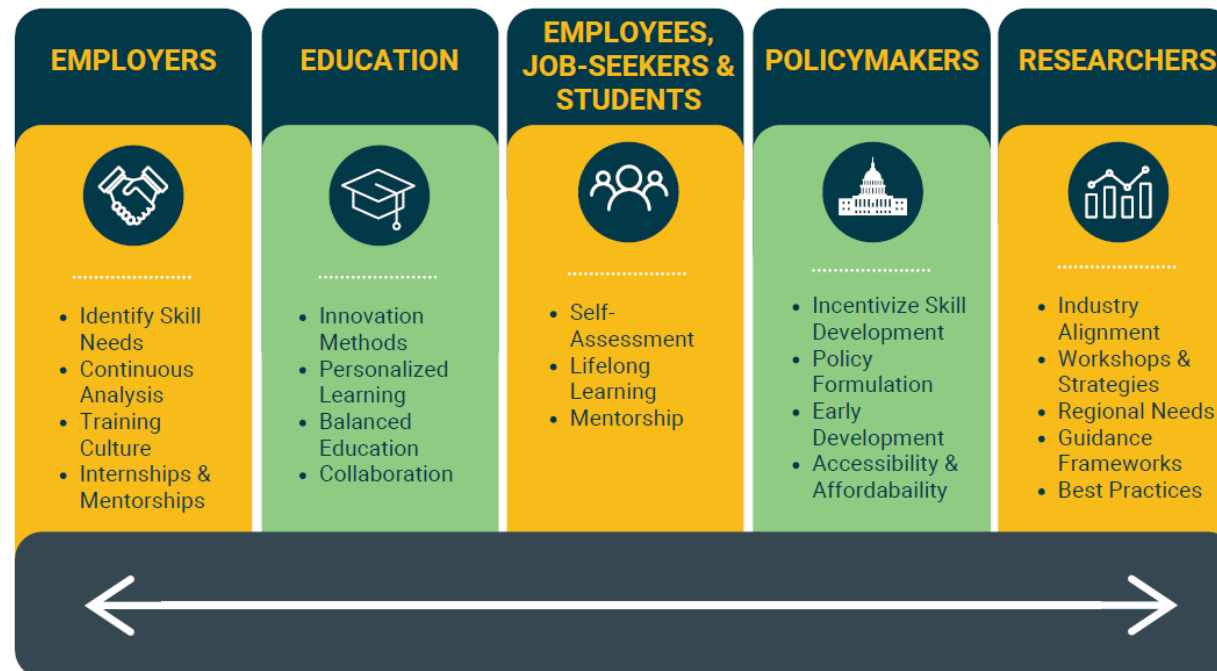 EMPLOYERS
• Identify Skill
Needs
• Continuous
Analysis
• Training
Culture
• Internships &
Mentorships
EDUCATION
• Innovation
Methods
• Personalized
Learning
• Balanced
Education
• Collaboration
EMPLOYEES,
JOB-SEEKERS &
STUDENTS
• Self-
Assessment
• Lifelong
Learning
• Mentorship
POLICYMAKERS
• Incentivize Skill
Development
• Policy
Formulation
• Early
Development
• Accessibility &
Affordabaility
RESEARCHERS
• Industry
Alignment
• Workshops &
Strategies
• Regional Needs
• Guidance
Frameworks
• Best Practices